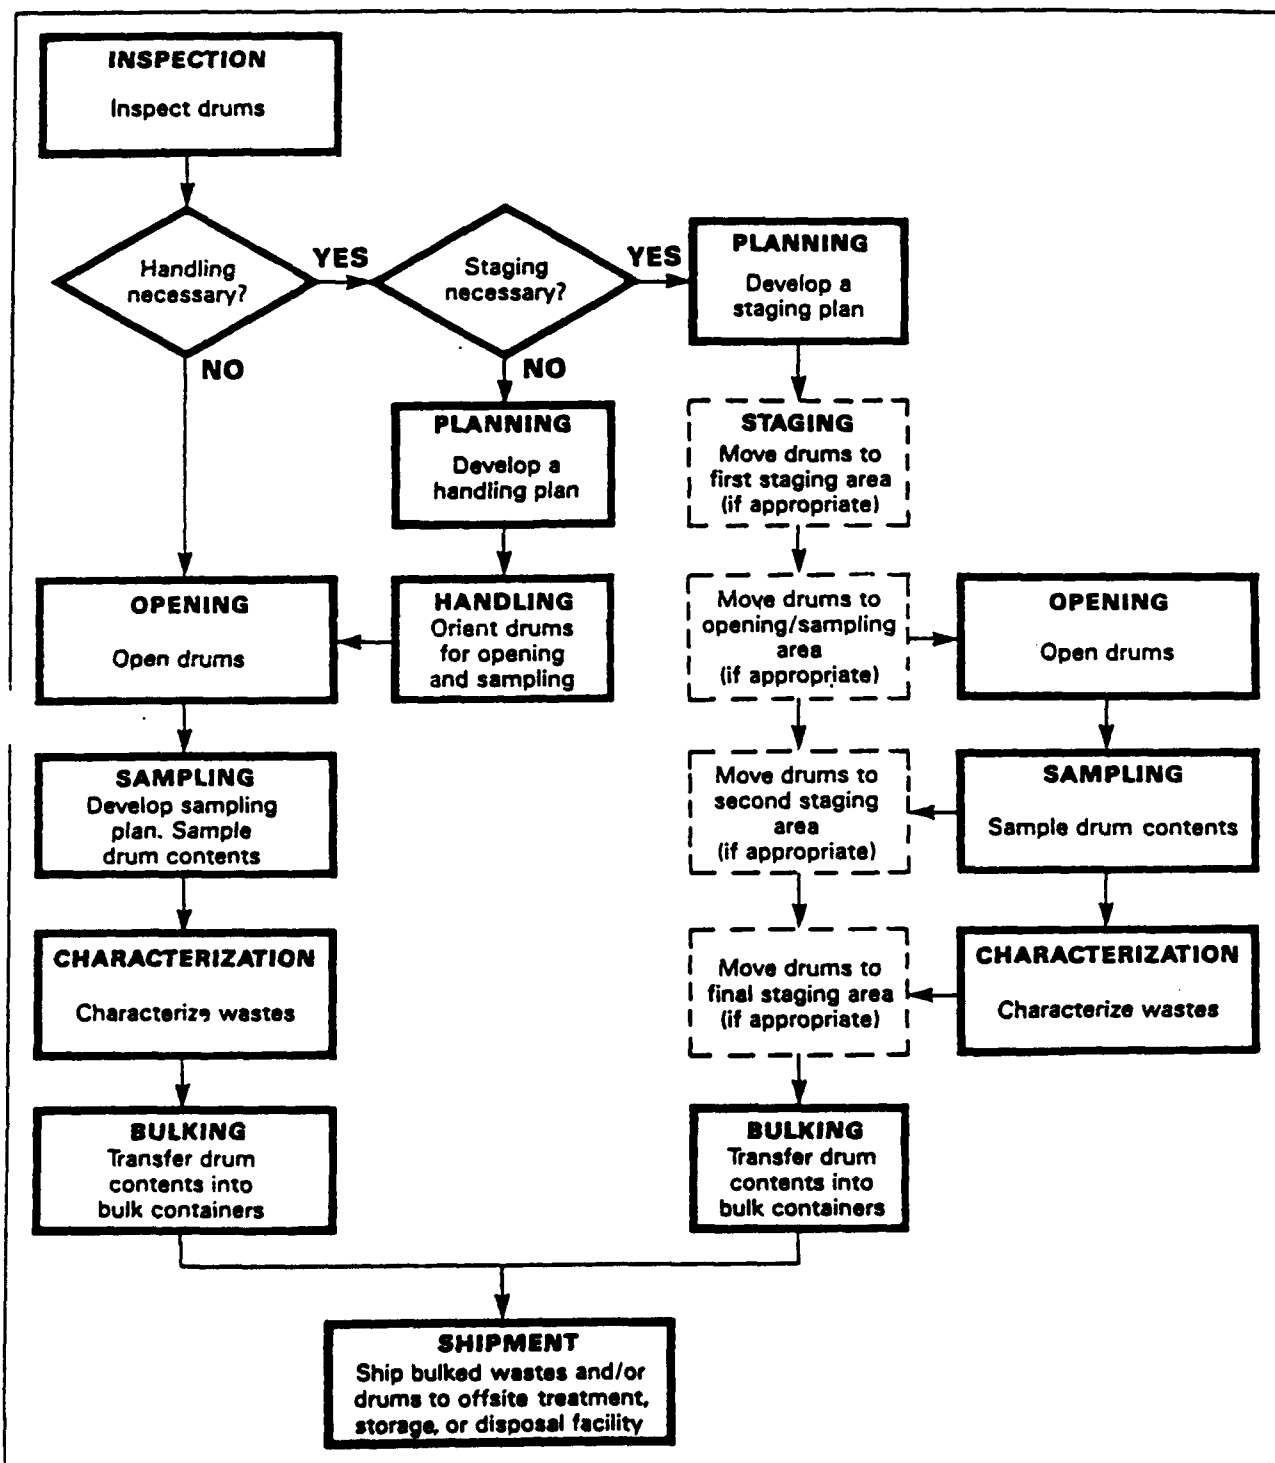 INSPECTION
Inspect drums
Handling
necessary?
YES
NO
Staging
necessary?
YES
NO
PLANNING
Develop a
staging plan
PLANNING
Develop a
handling plan
STAGING
Move drums to
first staging area
(if appropriate)
OPENING
Open drums
HANDLING
Orient drums
for opening
and sampling
Move drums to
opening/sampling
area
(if appropriate)
OPENING
Open drums
SAMPLING
Develop sampling
plan. Sample
drum contents
Move drums to
second staging
area
(if appropriate)
SAMPLING
Sample drum contents
CHARACTERIZATION
Characterize wastes
Move drums to
final staging area
(if appropriate)
CHARACTERIZATION
Characterize wastes
BULKING
Transfer drum
contents into
bulk containers
BULKING
Transfer drum
contents into
bulk containers
SHIPMENT
Ship bulked wastes and/or
drums to offsite treatment,
storage, or disposal facility